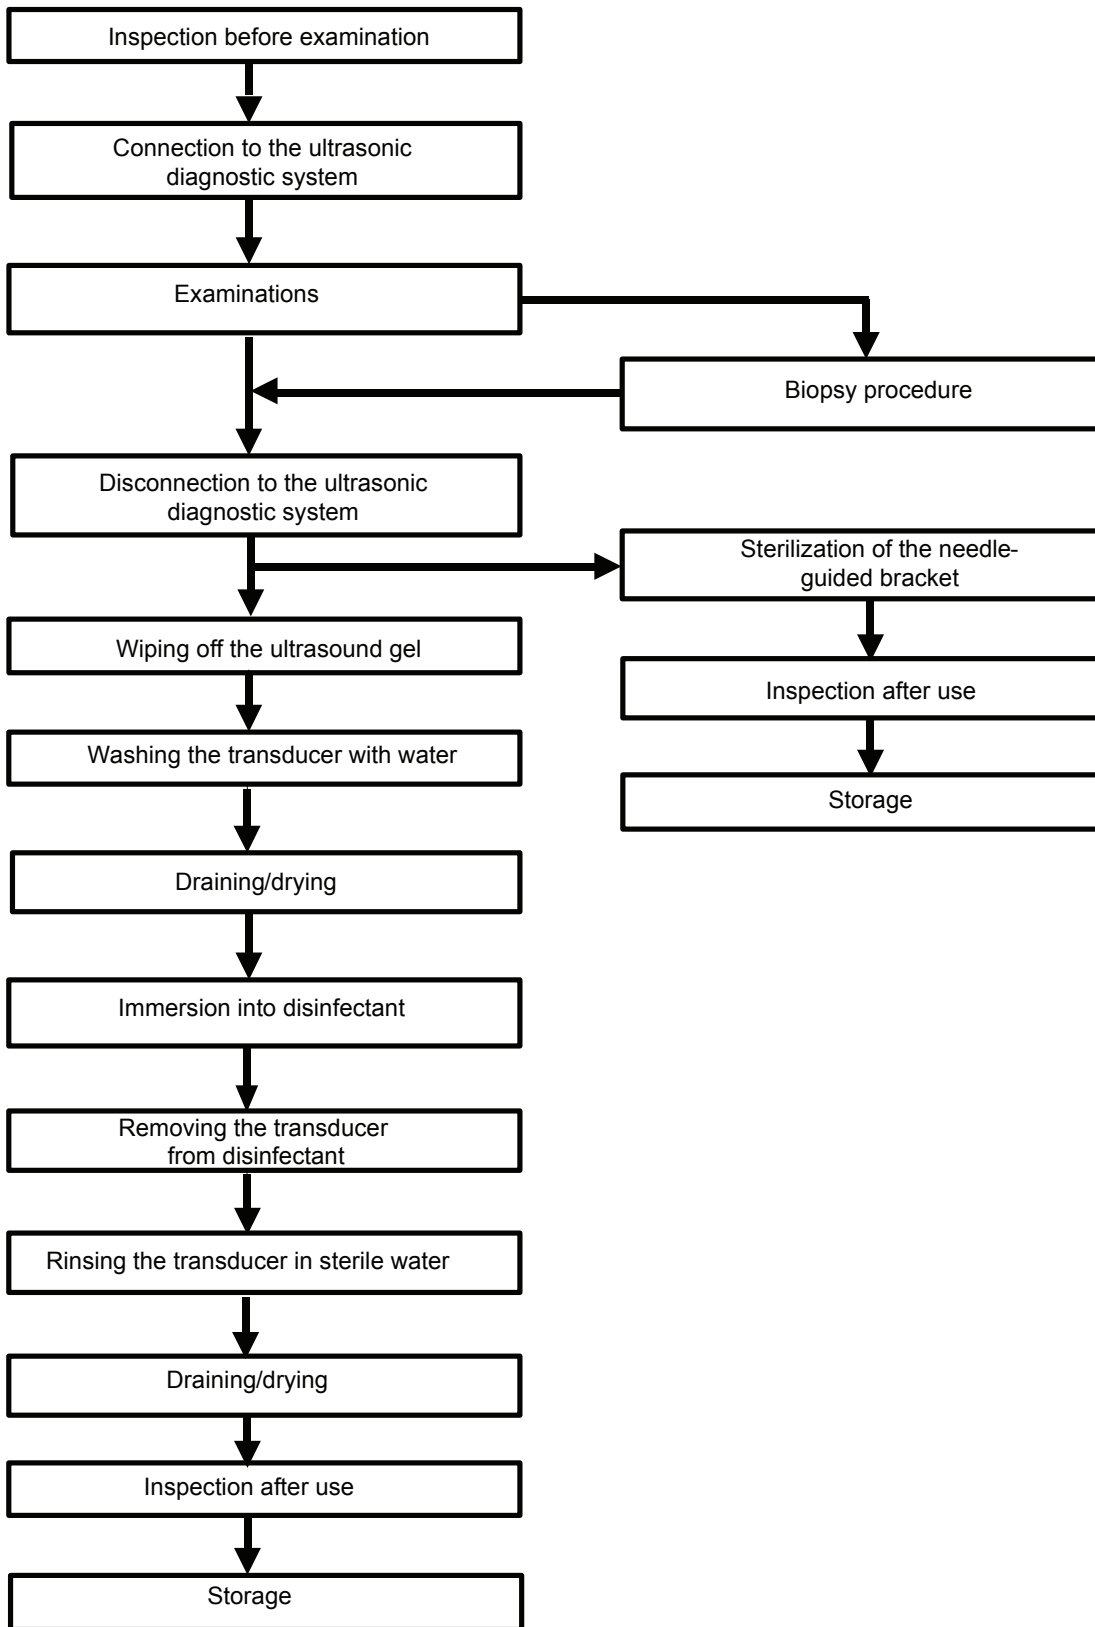 Inspection before examination
Connection to the ultrasonic
diagnostic system
Examinations
Biopsy procedure
Disconnection to the ultrasonic
diagnostic system
Sterilization of the needle-
guided bracket
Wiping off the ultrasound gel
Inspection after use
Washing the transducer with water
Storage
Draining/drying
Immersion into disinfectant
Removing the transducer
from disinfectant
Rinsing the transducer in sterile water
Draining/drying
Inspection after use
Storage